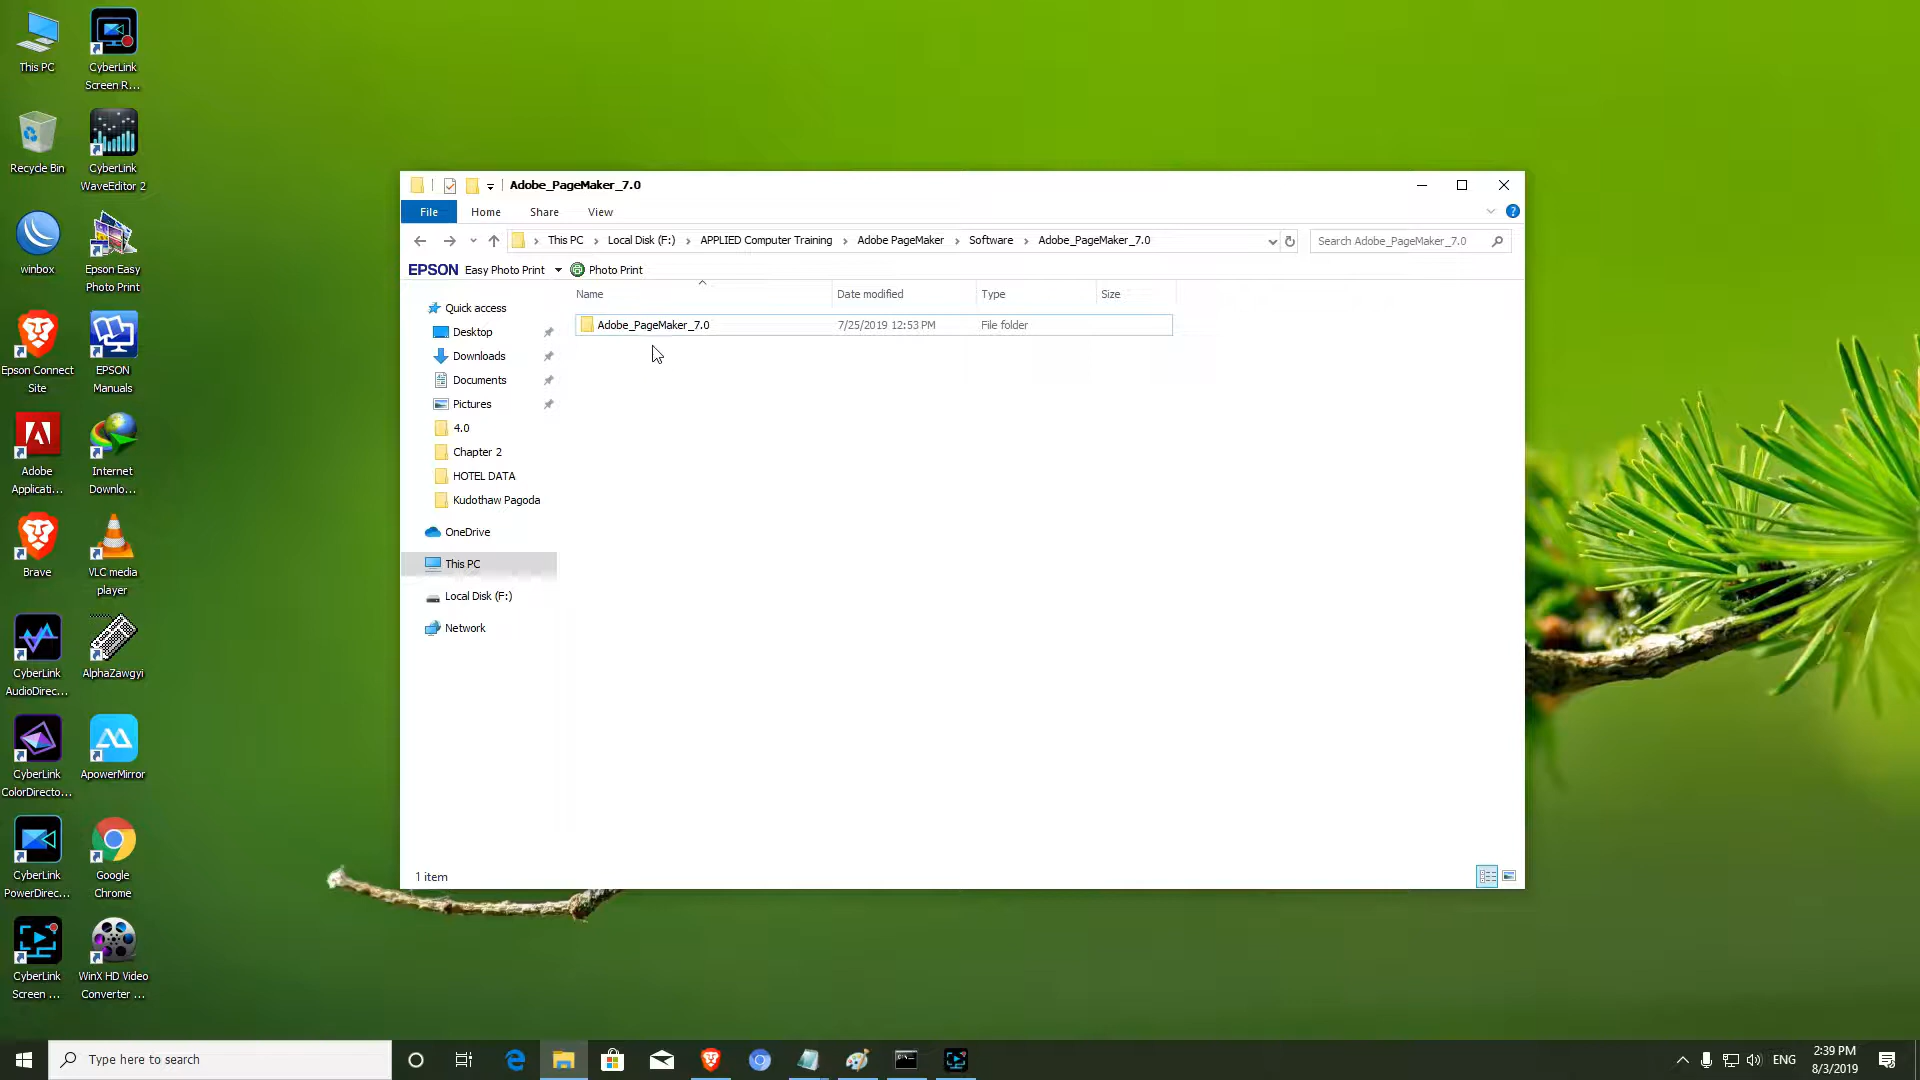 This PC
CyberLink
Screen R...
Recycle Bin
CyberLink
WaveEditor 2
winbox
Epson Easy
Photo Print
Epson Connect
Site
EPSON
Manuals
Adobe
Applicati...
Internet
Downlo...
Brave
VLC media
player
CyberLink
AudioDirec...
AlphaZawgyi
CyberLink
ColorDirecto...
ApowerMirror
CyberLink
PowerDirec...
Google
Chrome
CyberLink
Screen ...
WinX HD Video
Converter ...
Adobe_PageMaker_7.0
File Home Share View
This PC Local Disk (F:) APPLIED Computer Training Adobe PageMaker Software Adobe_PageMaker_7.0
Search Adobe_PageMaker_7.0
EPSON Easy Photo Print Photo Print
Name Date modified Type Size
Adobe_PageMaker_7.0 7/25/2019 12:53 PM File folder
Quick access
Desktop
Downloads
Documents
Pictures
4.0
Chapter 2
HOTEL DATA
Kudothaw Pagoda
OneDrive
This PC
Local Disk (F:)
Network
1 item
Type here to search
ENG
2:39 PM
8/3/2019